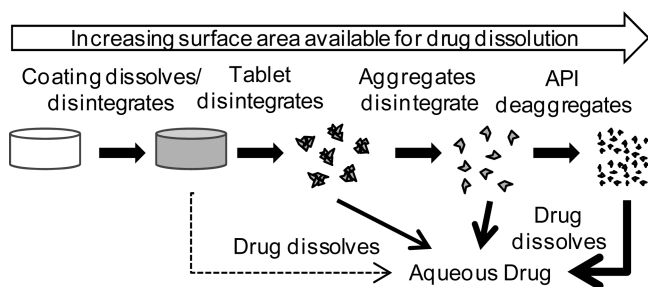 Increasing surface area available for drug dissolution
Coating dissolves/
disintegrates
Tablet
disintegrates
Aggregates
disintegrate
API
deaggregates
Drug dissolves
Drug
dissolves
Aqueous Drug